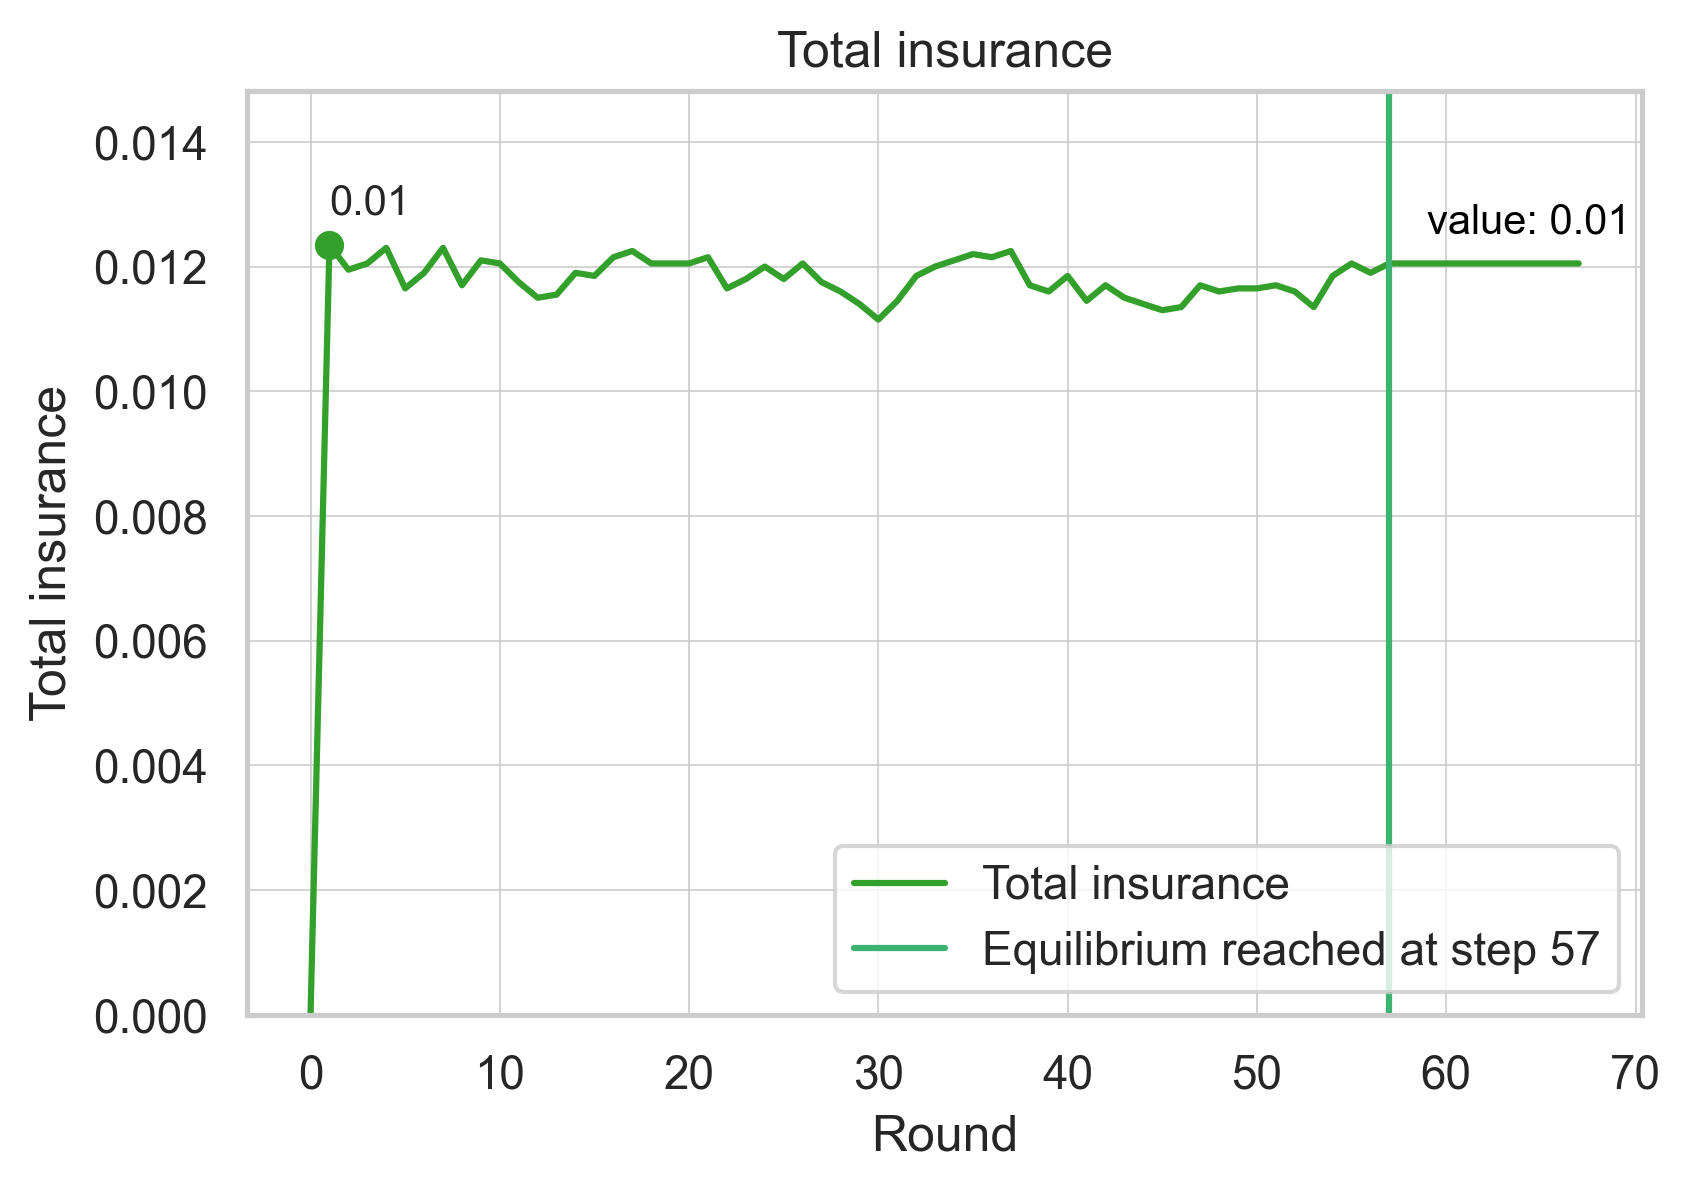 Total insurance
0.014
0.012
0.010
0.008
0.006
0.004
0.002
0.000
Total insurance
0.01
value: 0.01
Total insurance
Equilibrium reached at step 57
0 10 20 30 40 50 60 70
Round